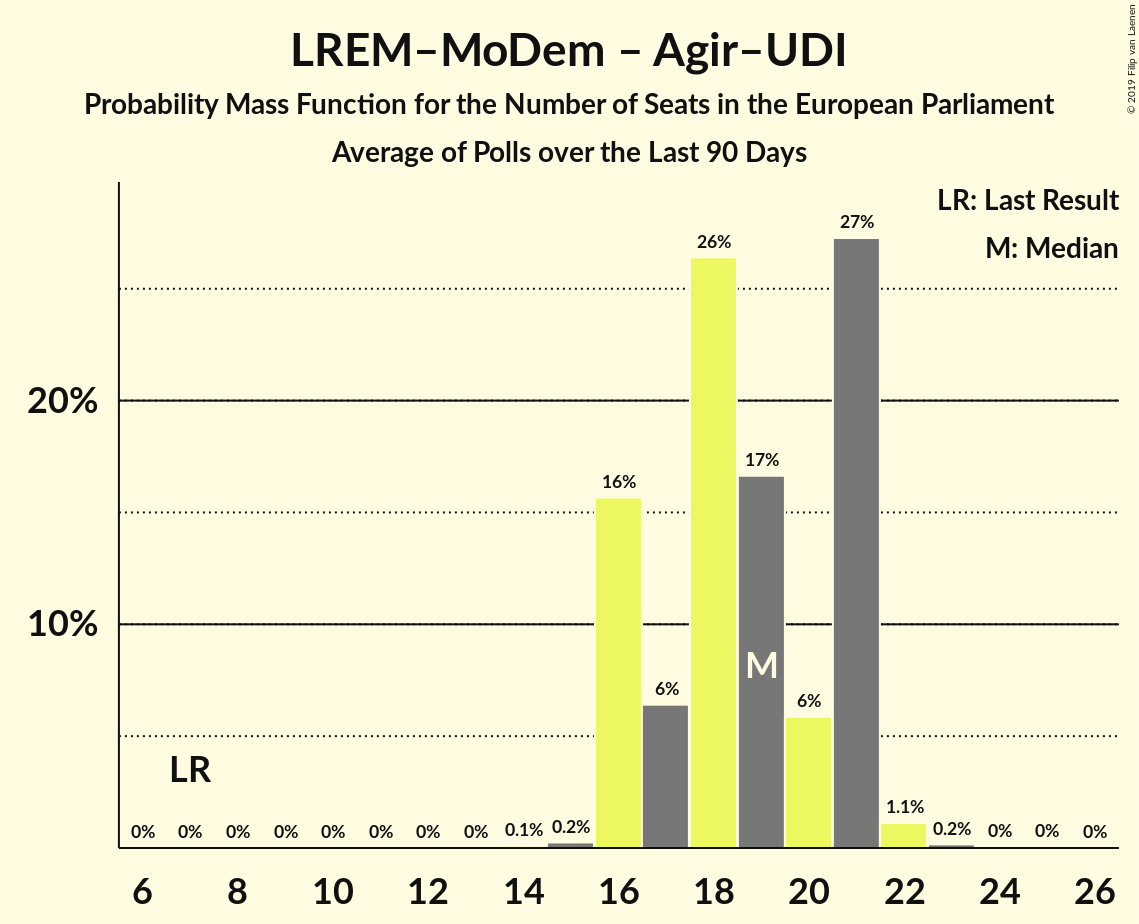 LREM–MoDem – Agir–UDI
Probability Mass Function for the Number of Seats in the European Parliament
Average of Polls over the Last 90 Days
© 2019 Filip van Laenen
LR: Last Result
M: Median
27%
26%
20%
17%
16%
10%
M
6%
6%
LR
0% 0% 0% 0% 0% 0% 0% 0% 0.1% 0.2% 1.1% 0.2% 0% 0% 0%
6 8 10 12 14 16 18 20 22 24 26